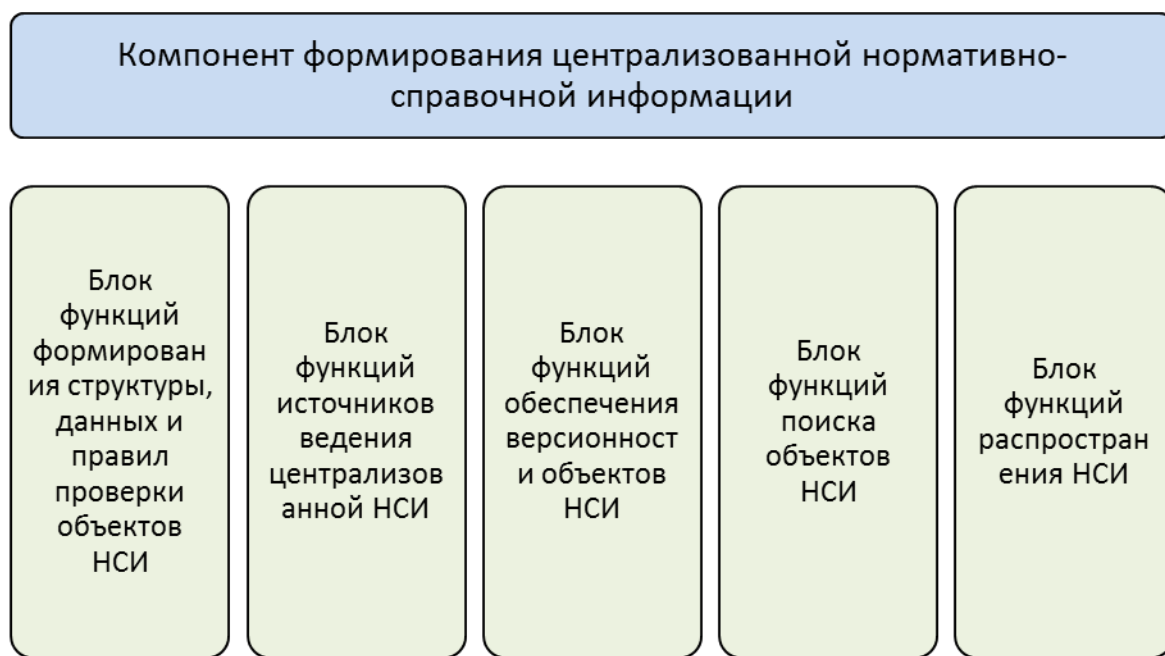 Компонент формирования централизованной нормативно-
справочной информации
Блок
функций
формирован
ия структуры,
данных и
правил
проверки
объектов
НСИ
Блок
функций
источников
ведения
централизов
анной НСИ
Блок
функций
обеспечения
версионност
и объектов
НСИ
Блок
функций
поиска
объектов
НСИ
Блок
функций
распростран
ения НСИ